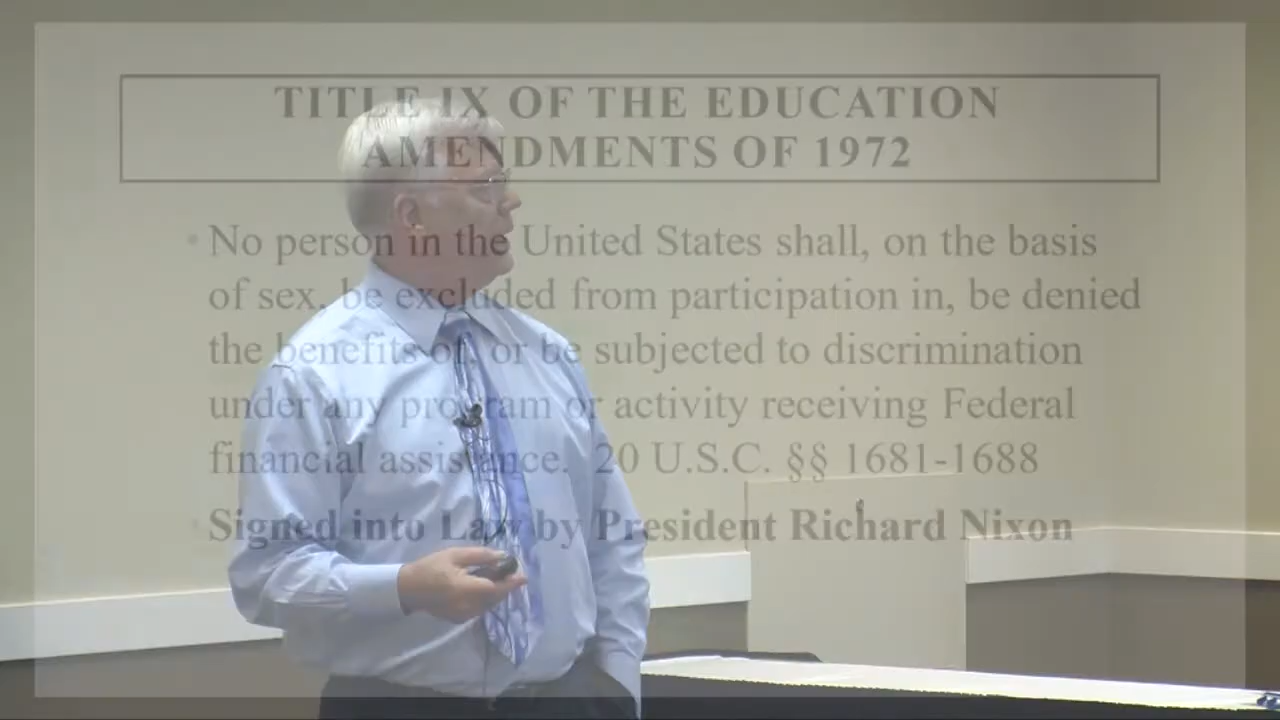 TITLE IX OF THE EDUCATION
AMENDMENTS OF 1972
• No person in the United States shall, on the basis
of sex, be excluded from participation in, be denied
the benefits of, or be subjected to discrimination
under any program or activity receiving Federal
financial assistance. 20 U.S.C. §§ 1681-1688
• Signed into Law by President Richard Nixon